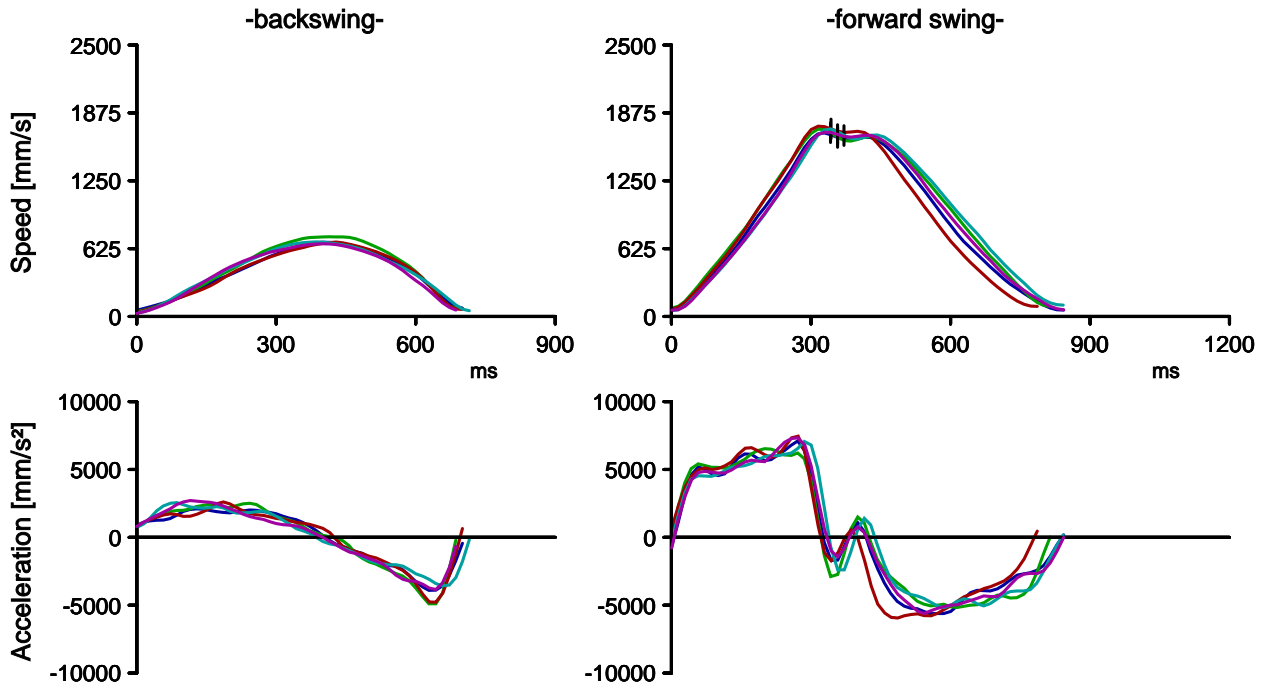 -backswing-
-forward swing-
Speed [mm/s]
2500
1875
1250
625
0
0 300 600 900
ms
2500
1875
1250
625
0
0 300 600 900 1200
ms
Acceleration [mm/s²]
10000
5000
0
-5000
-10000
10000
5000
0
-5000
-10000